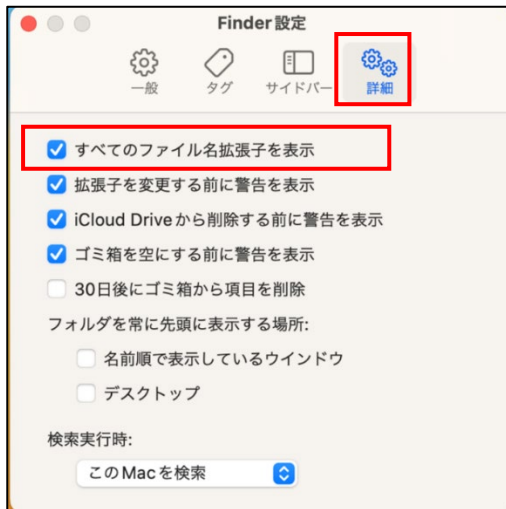 Finder設定
一般 タグ サイドバー 詳細
すべてのファイル名拡張子を表示
拡張子を変更する前に警告を表示
iCloud Driveから削除する前に警告を表示
ゴミ箱を空にする前に警告を表示
30日後にゴミ箱から項目を削除
フォルダを常に先頭に表示する場所:
名前順で表示しているウインドウ
デスクトップ
検索実行時:
このMacを検索